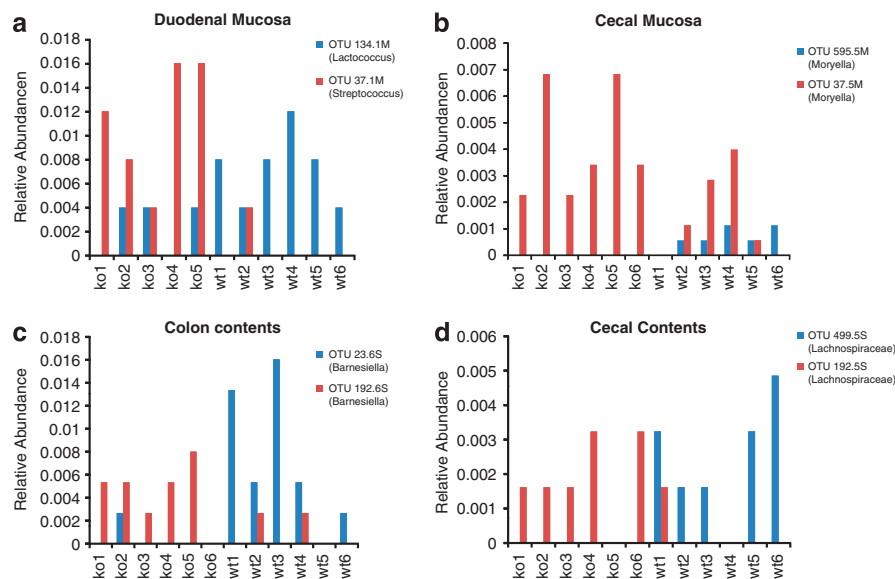 a
Duodenal Mucosa
0.018
0.016
0.014
0.012
0.01
0.008
0.006
0.004
0.002
0
Relative Abundancen
ko1 ko2 ko3 ko4 ko5 wt1 wt2 wt3 wt4 wt5 wt6
OTU 134.1M
(Lactococcus)
OTU 37.1M
(Streptococcus)
b
Cecal Mucosa
0.008
0.007
0.006
0.005
0.004
0.003
0.002
0.001
0
Relative Abundance
ko1 ko2 ko3 ko4 ko5 ko6 wt1 wt2 wt3 wt4 wt5 wt6
OTU 595.5M
(Moryella)
OTU 37.5M
(Moryella)
c
Colon contents
0.018
0.016
0.014
0.012
0.01
0.008
0.006
0.004
0.002
0
Relative Abundance
ko1 ko2 ko3 ko4 ko5 ko6 wt1 wt2 wt3 wt4 wt5 wt6
OTU 23.6S
(Barnesiella)
OTU 192.6S
(Barnesiella)
d
Cecal Contents
0.006
0.005
0.004
0.003
0.002
0.001
0
Relative Abundance
ko1 ko2 ko3 ko4 ko5 ko6 wt1 wt2 wt3 wt4 wt5 wt6
OTU 499.5S
(Lachnospiraceae)
OTU 192.5S
(Lachnospiraceae)